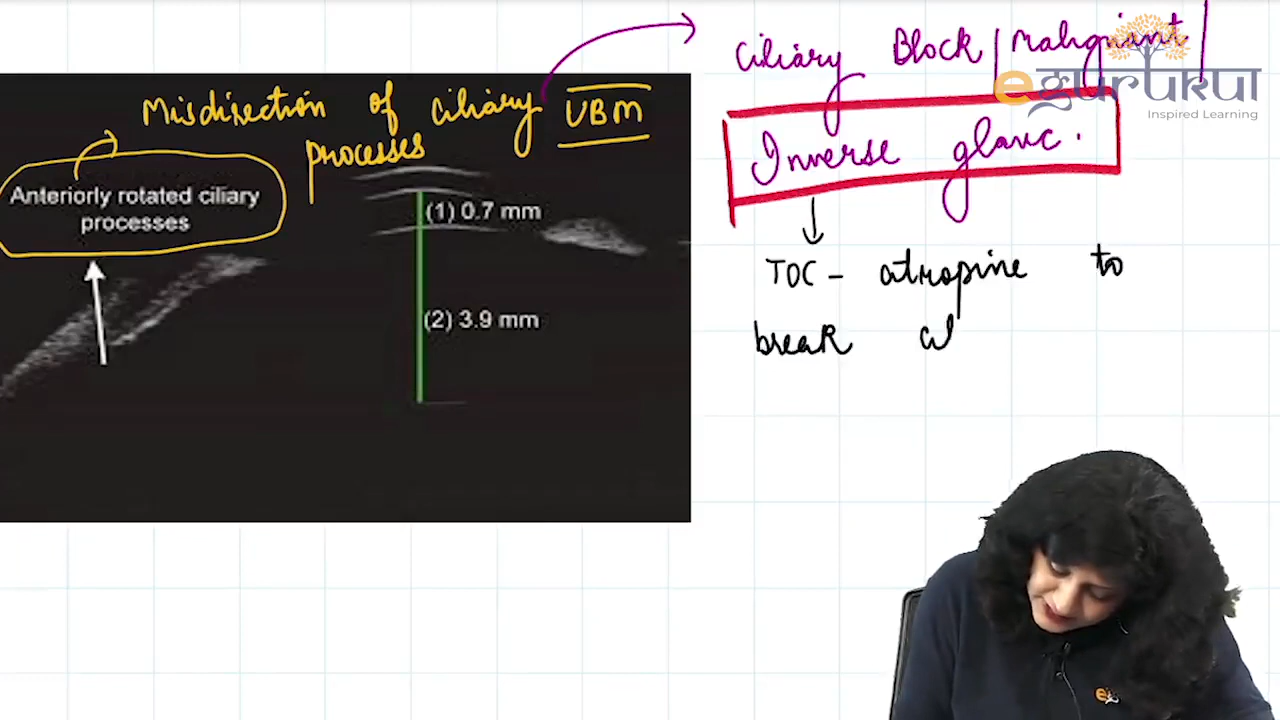 Misdirection of ciliary UBM
processes
Anteriorly rotated ciliary
processes
(1) 0.7 mm
(2) 3.9 mm
Ciliary Block / Malignant /
Inverse glauc.
TOC - atropine to
break
egurukul
Inspired Learning
e